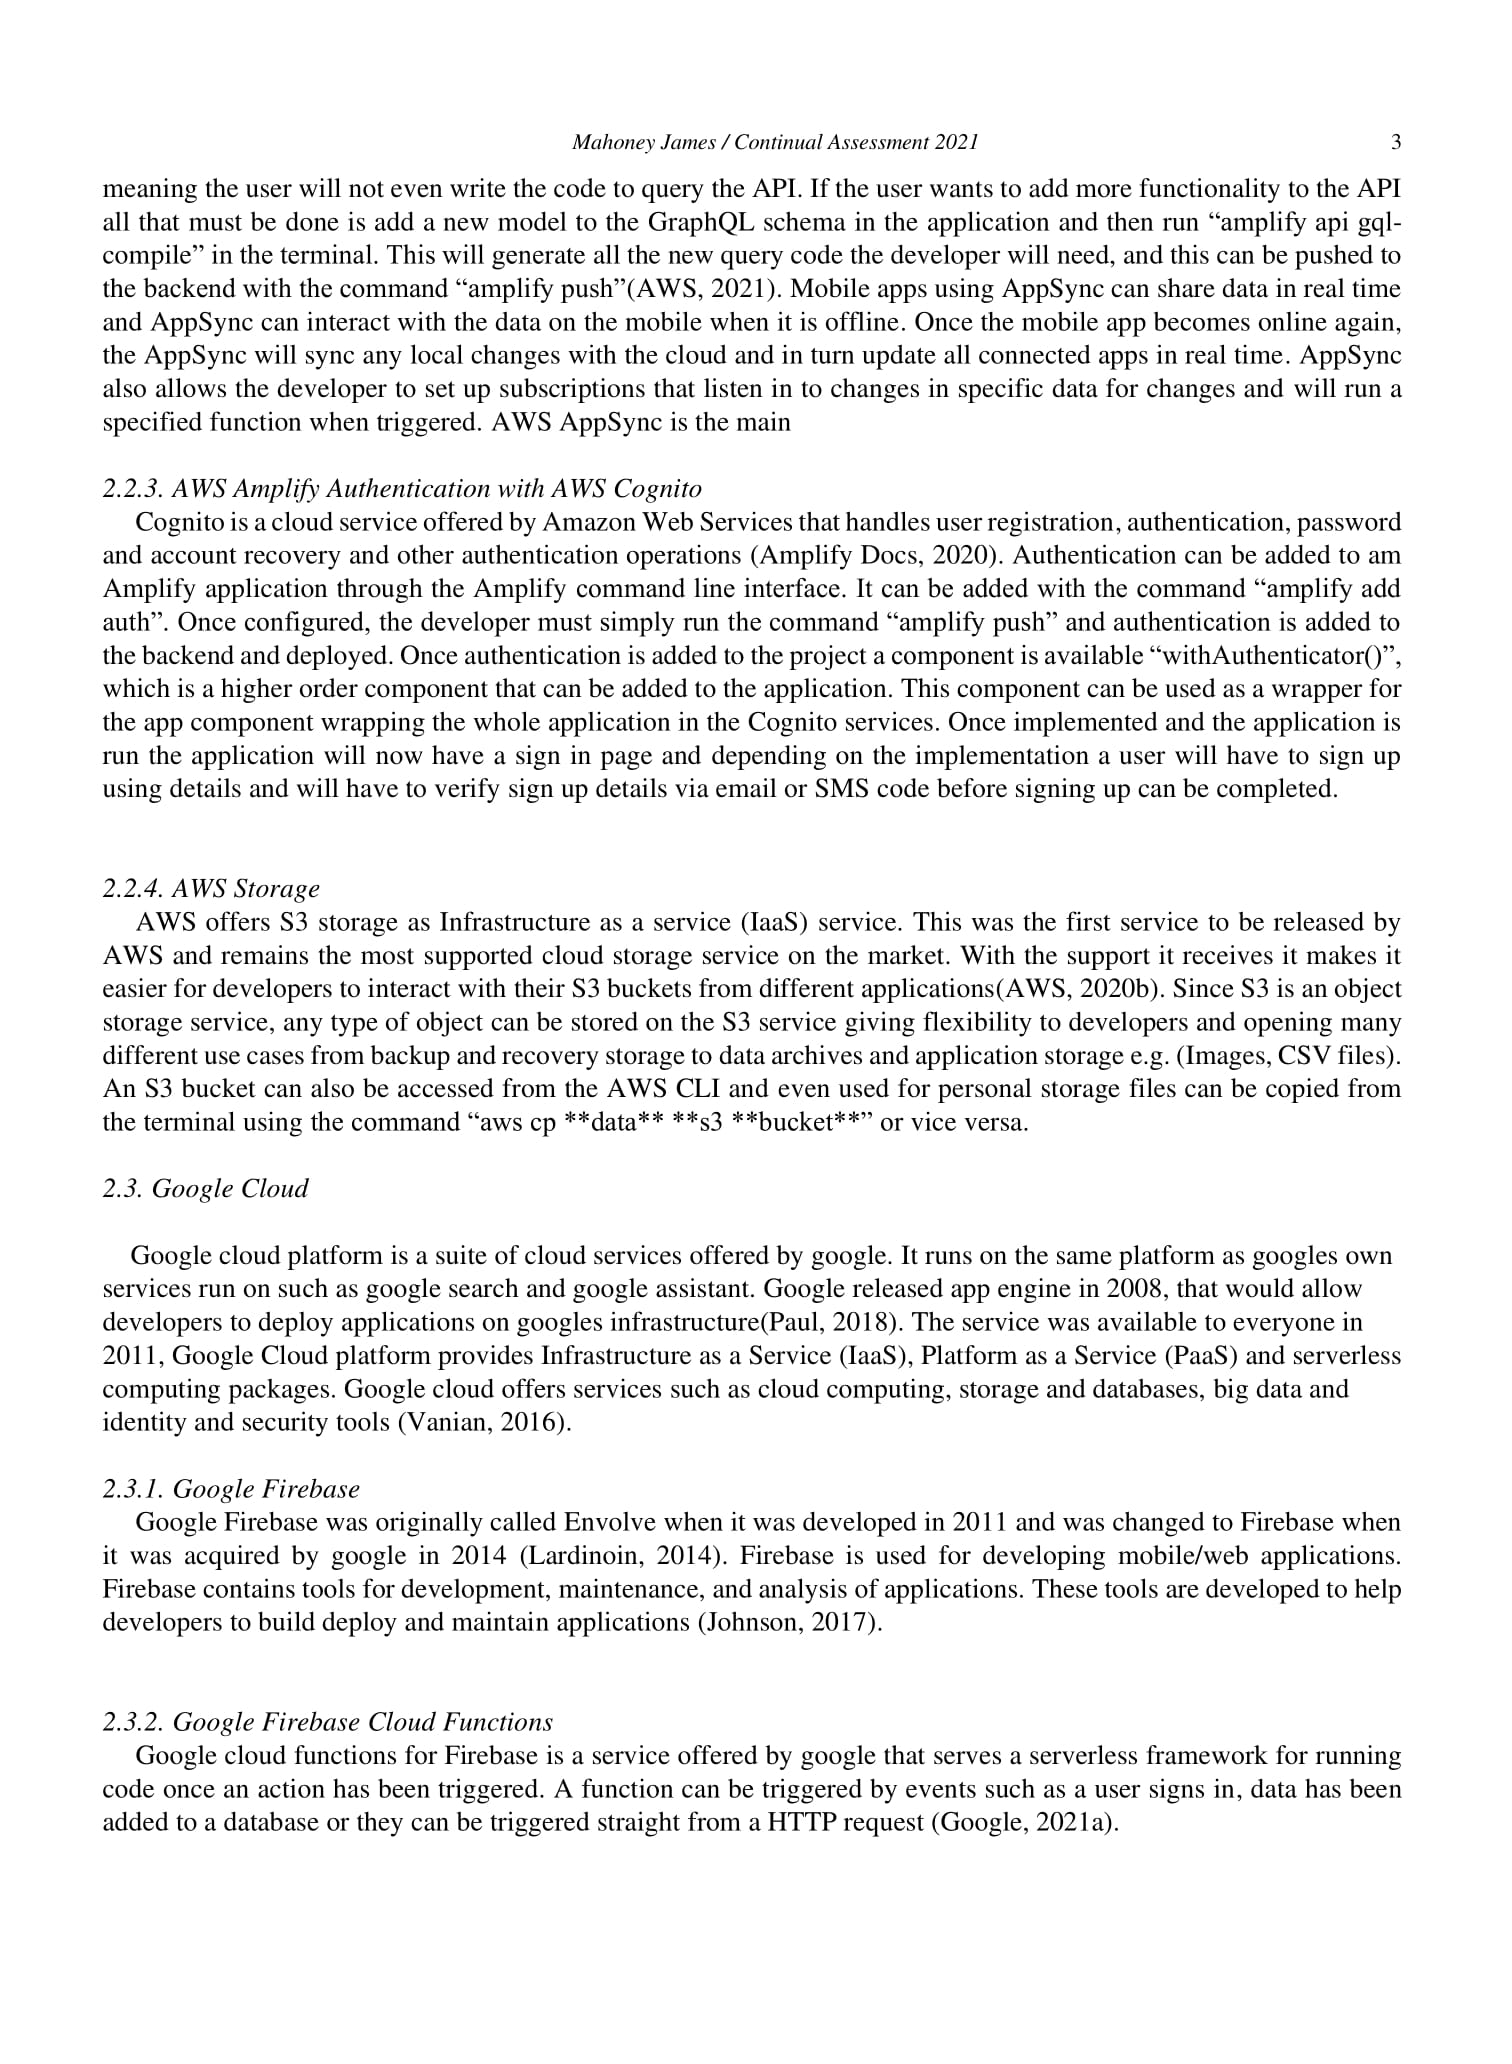 Mahoney James / Continual Assessment 2021 3
meaning the user will not even write the code to query the API. If the user wants to add more functionality to the API
all that must be done is add a new model to the GraphQL schema in the application and then run “amplify api gql-
compile” in the terminal. This will generate all the new query code the developer will need, and this can be pushed to
the backend with the command “amplify push”(AWS, 2021). Mobile apps using AppSync can share data in real time
and AppSync can interact with the data on the mobile when it is offline. Once the mobile app becomes online again,
the AppSync will sync any local changes with the cloud and in turn update all connected apps in real time. AppSync
also allows the developer to set up subscriptions that listen in to changes in specific data for changes and will run a
specified function when triggered. AWS AppSync is the main
2.2.3. AWS Amplify Authentication with AWS Cognito
Cognito is a cloud service offered by Amazon Web Services that handles user registration, authentication, password
and account recovery and other authentication operations (Amplify Docs, 2020). Authentication can be added to am
Amplify application through the Amplify command line interface. It can be added with the command “amplify add
auth”. Once configured, the developer must simply run the command “amplify push” and authentication is added to
the backend and deployed. Once authentication is added to the project a component is available “withAuthenticator()”,
which is a higher order component that can be added to the application. This component can be used as a wrapper for
the app component wrapping the whole application in the Cognito services. Once implemented and the application is
run the application will now have a sign in page and depending on the implementation a user will have to sign up
using details and will have to verify sign up details via email or SMS code before signing up can be completed.
2.2.4. AWS Storage
AWS offers S3 storage as Infrastructure as a service (IaaS) service. This was the first service to be released by
AWS and remains the most supported cloud storage service on the market. With the support it receives it makes it
easier for developers to interact with their S3 buckets from different applications(AWS, 2020b). Since S3 is an object
storage service, any type of object can be stored on the S3 service giving flexibility to developers and opening many
different use cases from backup and recovery storage to data archives and application storage e.g. (Images, CSV files).
An S3 bucket can also be accessed from the AWS CLI and even used for personal storage files can be copied from
the terminal using the command “aws cp **data** **s3 **bucket**” or vice versa.
2.3. Google Cloud
Google cloud platform is a suite of cloud services offered by google. It runs on the same platform as googles own
services run on such as google search and google assistant. Google released app engine in 2008, that would allow
developers to deploy applications on googles infrastructure(Paul, 2018). The service was available to everyone in
2011, Google Cloud platform provides Infrastructure as a Service (IaaS), Platform as a Service (PaaS) and serverless
computing packages. Google cloud offers services such as cloud computing, storage and databases, big data and
identity and security tools (Vanian, 2016).
2.3.1. Google Firebase
Google Firebase was originally called Envolve when it was developed in 2011 and was changed to Firebase when
it was acquired by google in 2014 (Lardinoin, 2014). Firebase is used for developing mobile/web applications.
Firebase contains tools for development, maintenance, and analysis of applications. These tools are developed to help
developers to build deploy and maintain applications (Johnson, 2017).
2.3.2. Google Firebase Cloud Functions
Google cloud functions for Firebase is a service offered by google that serves a serverless framework for running
code once an action has been triggered. A function can be triggered by events such as a user signs in, data has been
added to a database or they can be triggered straight from a HTTP request (Google, 2021a).